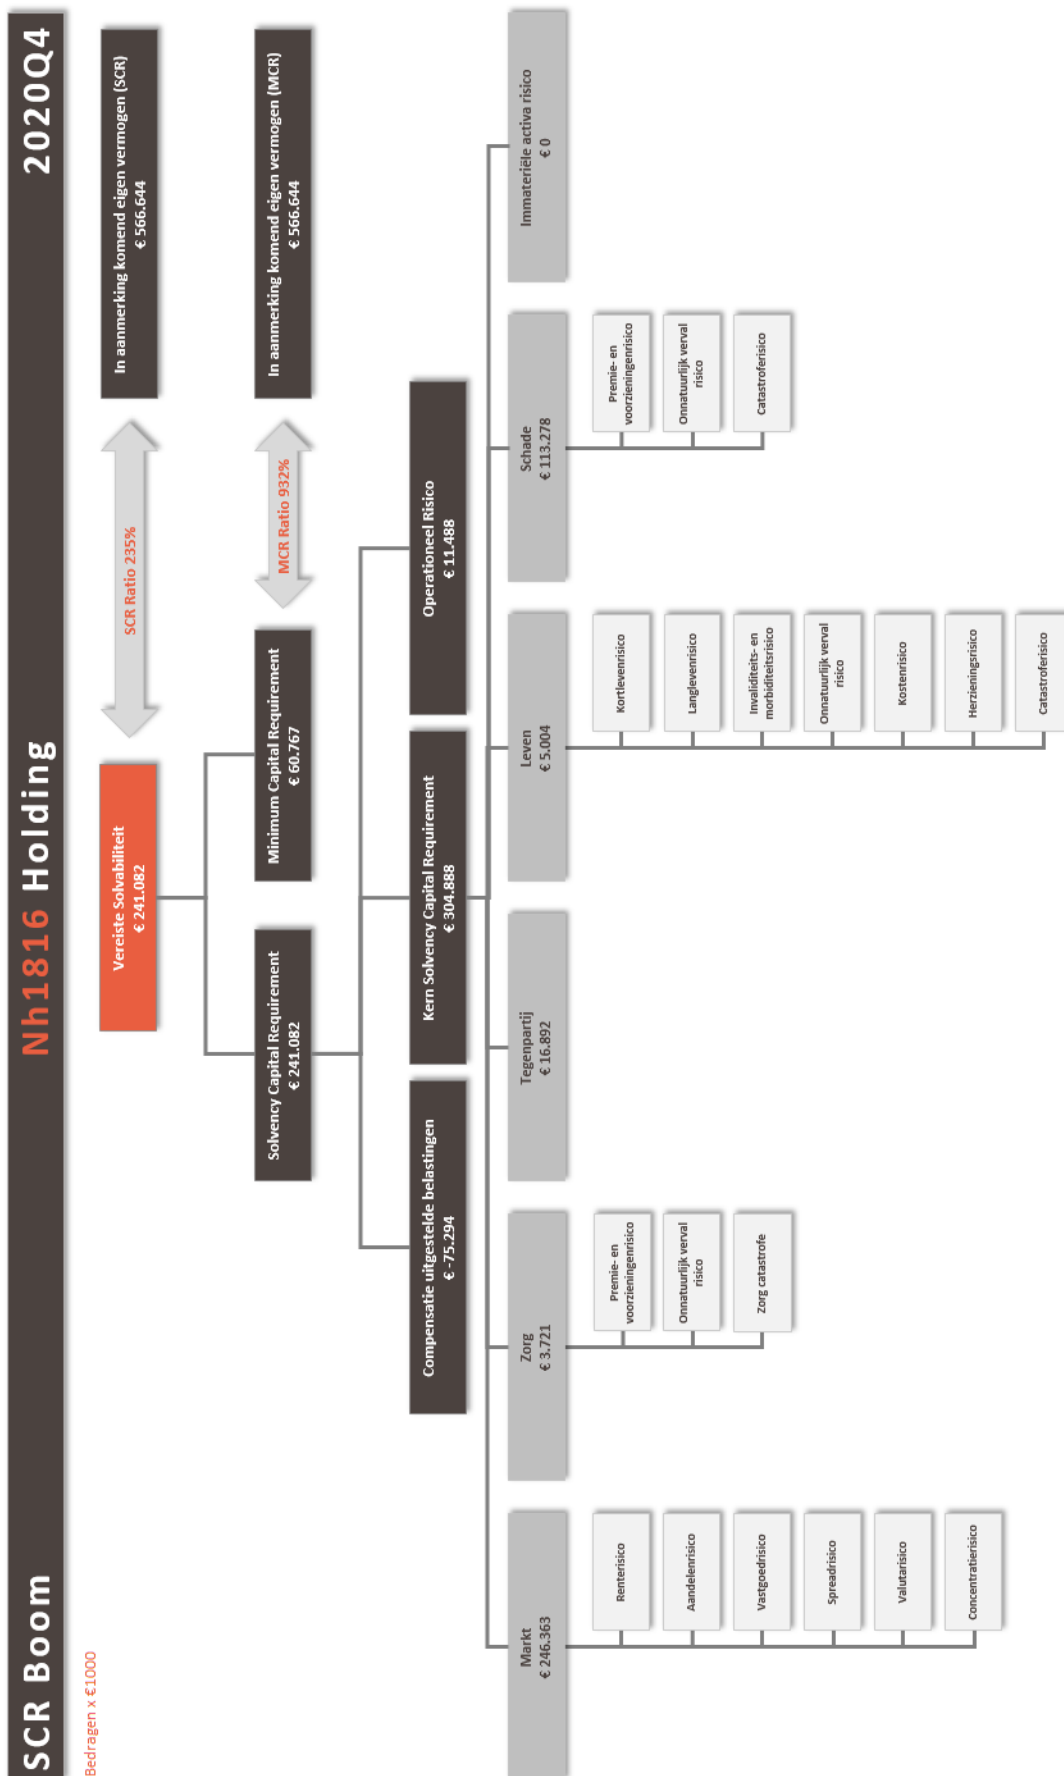 SCR Boom Nh1816 Holding 2020Q4
Bedragen x €1000
Vereiste Solvabiliteit
€ 241.082
SCR Ratio 235%
In aanmerking komend eigen vermogen (SCR)
€ 566.644
Solvency Capital Requirement
€ 241.082
Minimum Capital Requirement
€ 60.767
MCR Ratio 932%
In aanmerking komend eigen vermogen (MCR)
€ 566.644
Compensatie uitgestelde belastingen
€ -75.294
Kern Solvency Capital Requirement
€ 304.888
Operationeel Risico
€ 11.488
Markt
€ 246.363
Zorg
€ 3.721
Tegenpartij
€ 16.892
Leven
€ 5.004
Schade
€ 113.278
Immateriële activa risico
€ 0
Renterisico
Aandelenrisico
Vastgoedrisico
Spreadrisico
Valutarisico
Concentratierisico
Premie- en
voorzieningenrisico
Onnatuurlijk verval
risico
Zorg catastrofe
Kortlevenrisico
Langlevenrisico
Invaliditeits- en
morbiditeitsrisico
Onnatuurlijk verval
risico
Kostenrisico
Herzieningsrisico
Catastroferisico
Premie- en
voorzieningenrisico
Onnatuurlijk verval
risico
Catastroferisico